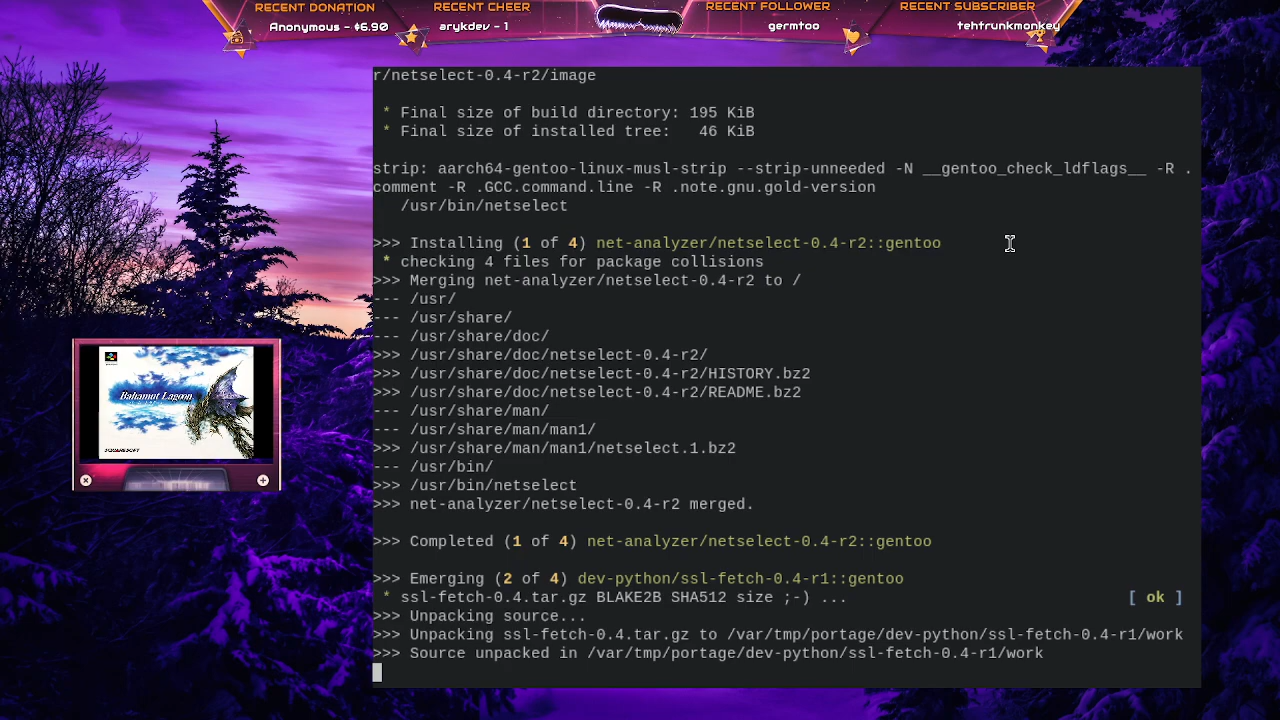 RECENT DONATION
Anonymous - $6.90
RECENT CHEER
arykdev - 1
RECENT FOLLOWER
germtoo
RECENT SUBSCRIBER
tehtrunkmonkey
r/netselect-0.4-r2/image
* Final size of build directory: 195 KiB
* Final size of installed tree:   46 KiB
strip: aarch64-gentoo-linux-musl-strip --strip-unneeded -N __gentoo_check_ldflags__ -R .
comment -R .GCC.command.line -R .note.gnu.gold-version
/usr/bin/netselect
>>> Installing (1 of 4) net-analyzer/netselect-0.4-r2::gentoo
* checking 4 files for package collisions
>>> Merging net-analyzer/netselect-0.4-r2 to /
--- /usr/
--- /usr/share/
--- /usr/share/doc/
>>> /usr/share/doc/netselect-0.4-r2/
>>> /usr/share/doc/netselect-0.4-r2/HISTORY.bz2
>>> /usr/share/doc/netselect-0.4-r2/README.bz2
--- /usr/share/man/
--- /usr/share/man/man1/
>>> /usr/share/man/man1/netselect.1.bz2
--- /usr/bin/
>>> /usr/bin/netselect
>>> net-analyzer/netselect-0.4-r2 merged.
>>> Completed (1 of 4) net-analyzer/netselect-0.4-r2::gentoo
>>> Emerging (2 of 4) dev-python/ssl-fetch-0.4-r1::gentoo
* ssl-fetch-0.4.tar.gz BLAKE2B SHA512 size ;-) ... [ ok ]
>>> Unpacking source...
>>> Unpacking ssl-fetch-0.4.tar.gz to /var/tmp/portage/dev-python/ssl-fetch-0.4-r1/work
>>> Source unpacked in /var/tmp/portage/dev-python/ssl-fetch-0.4-r1/work
Bahamut Lagoon
SQUARESOFT